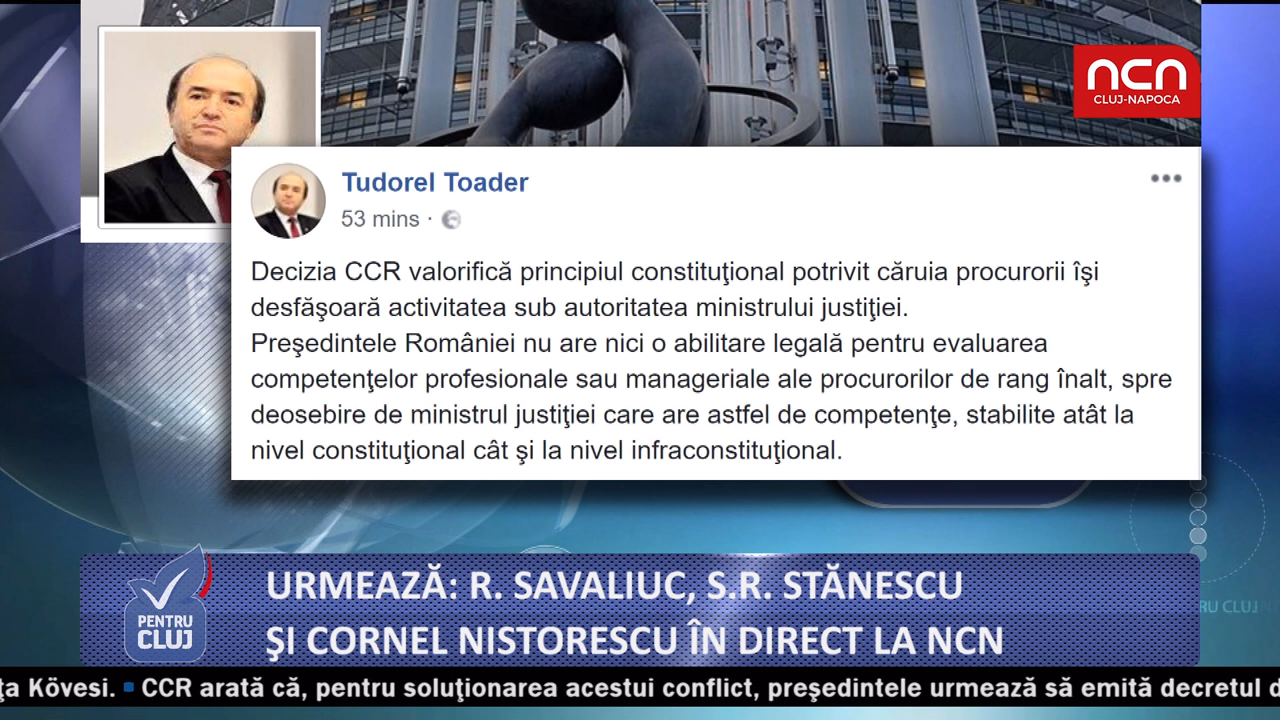 ncn
CLUJ-NAPOCA
Tudorel Toader
53 mins ·
Decizia CCR valorifică principiul constituţional potrivit căruia procurorii îşi
desfăşoară activitatea sub autoritatea ministrului justiţiei.
Preşedintele României nu are nici o abilitare legală pentru evaluarea
competenţelor profesionale sau manageriale ale procurorilor de rang înalt, spre
deosebire de ministrul justiţiei care are astfel de competenţe, stabilite atât la
nivel constituţional cât şi la nivel infraconstituţional.
URMEAZĂ: R. SAVALIUC, S.R. STĂNESCU
ŞI CORNEL NISTORESCU ÎN DIRECT LA NCN
PENTRU
CLUJ
RU CLUJ
ţa Kövesi. ▪ CCR arată că, pentru soluţionarea acestui conflict, preşedintele urmează să emită decretul d